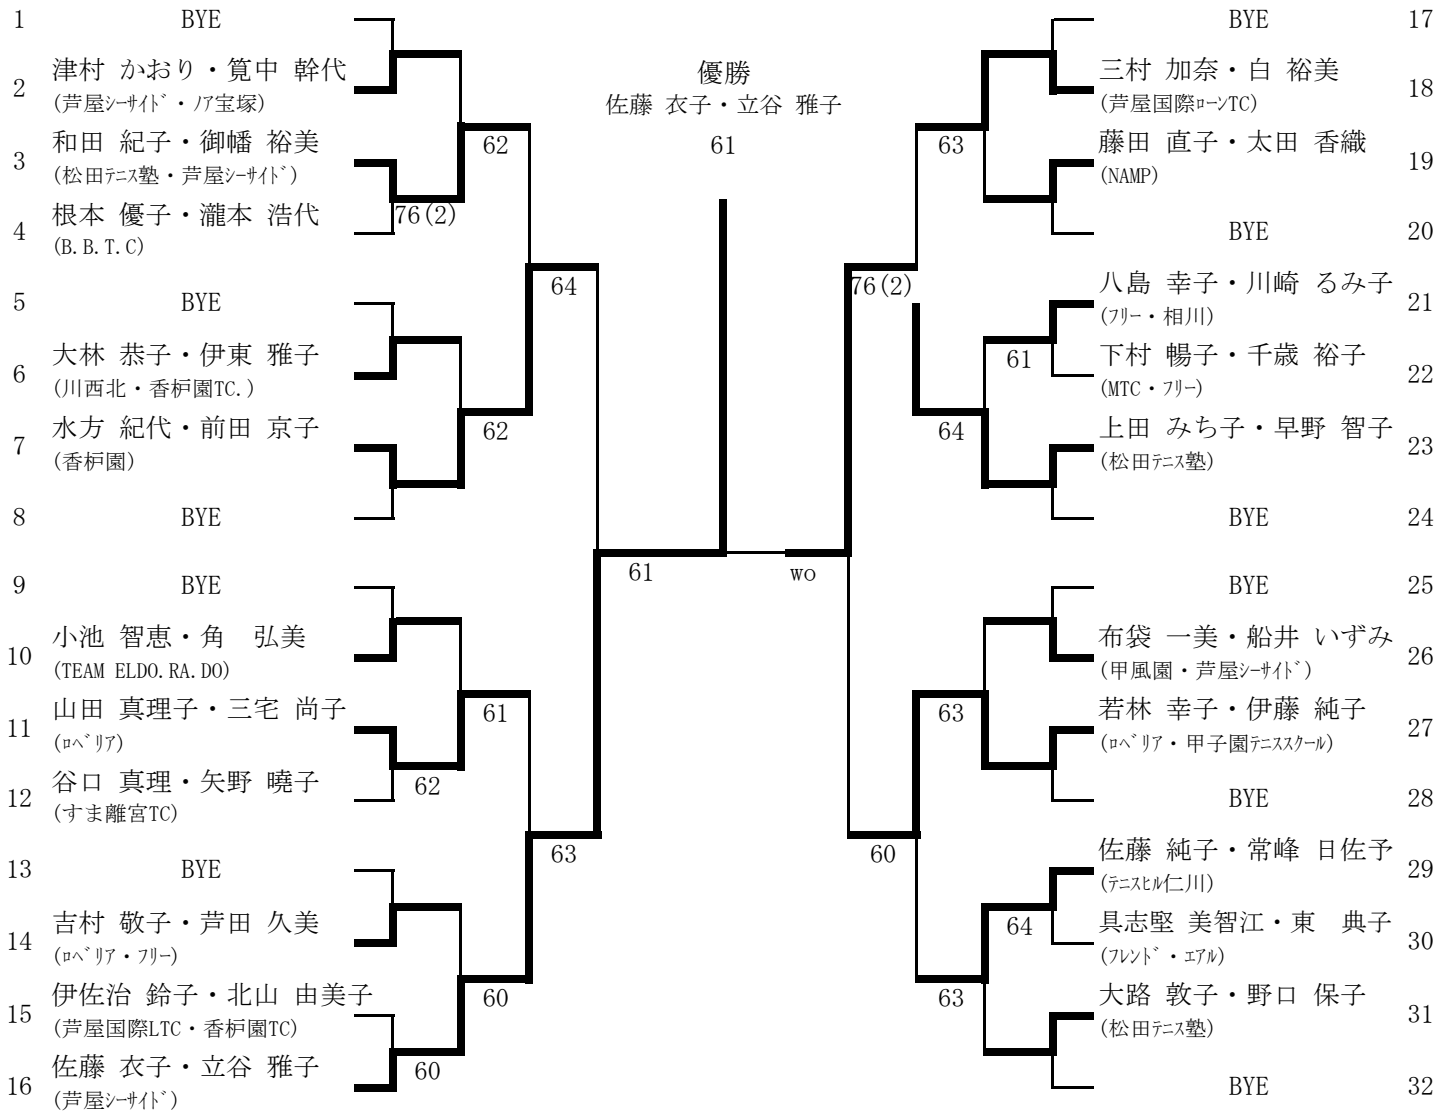 1 BYE
2 津村 かおり・筧中 幹代
(芦屋ｼｰｻｲﾄﾞ・ﾉｱ宝塚)
3 和田 紀子・御幡 裕美
(松田ﾃﾆｽ塾・芦屋ｼｰｻｲﾄﾞ)
4 根本 優子・瀧本 浩代
(B.B.T.C)
5 BYE
6 大林 恭子・伊東 雅子
(川西北・香枦園TC.)
7 水方 紀代・前田 京子
(香枦園)
8 BYE
9 BYE
10 小池 智恵・角　弘美
(TEAM ELDO.RA.DO)
11 山田 真理子・三宅 尚子
(ﾛﾍﾞﾘｱ)
12 谷口 真理・矢野 曉子
(すま離宮TC)
13 BYE
14 吉村 敬子・芦田 久美
(ﾛﾍﾞﾘｱ・ﾌﾘｰ)
15 伊佐治 鈴子・北山 由美子
(芦屋国際LTC・香枦園TC)
16 佐藤 衣子・立谷 雅子
(芦屋ｼｰｻｲﾄﾞ)
62
76(2)
64
62
61
62
63
60
60
優勝
佐藤 衣子・立谷 雅子
61
61
wo
63
76(2)
61
64
63
60
64
63
BYE 17
三村 加奈・白 裕美 18
(芦屋国際ﾛｰﾝTC)
藤田 直子・太田 香織 19
(NAMP)
BYE 20
八島 幸子・川崎 るみ子 21
(ﾌﾘｰ・相川)
下村 暢子・千歳 裕子 22
(MTC・ﾌﾘｰ)
上田 みち子・早野 智子 23
(松田ﾃﾆｽ塾)
BYE 24
BYE 25
布袋 一美・船井 いずみ 26
(甲風園・芦屋ｼｰｻｲﾄﾞ)
若林 幸子・伊藤 純子 27
(ﾛﾍﾞﾘｱ・甲子園ﾃﾆｽｽｸｰﾙ)
BYE 28
佐藤 純子・常峰 日佐予 29
(ﾃﾆｽﾋﾙ仁川)
具志堅 美智江・東　典子 30
(ﾌﾚﾝﾄﾞ・ｴｱﾙ)
大路 敦子・野口 保子 31
(松田ﾃﾆｽ塾)
BYE 32